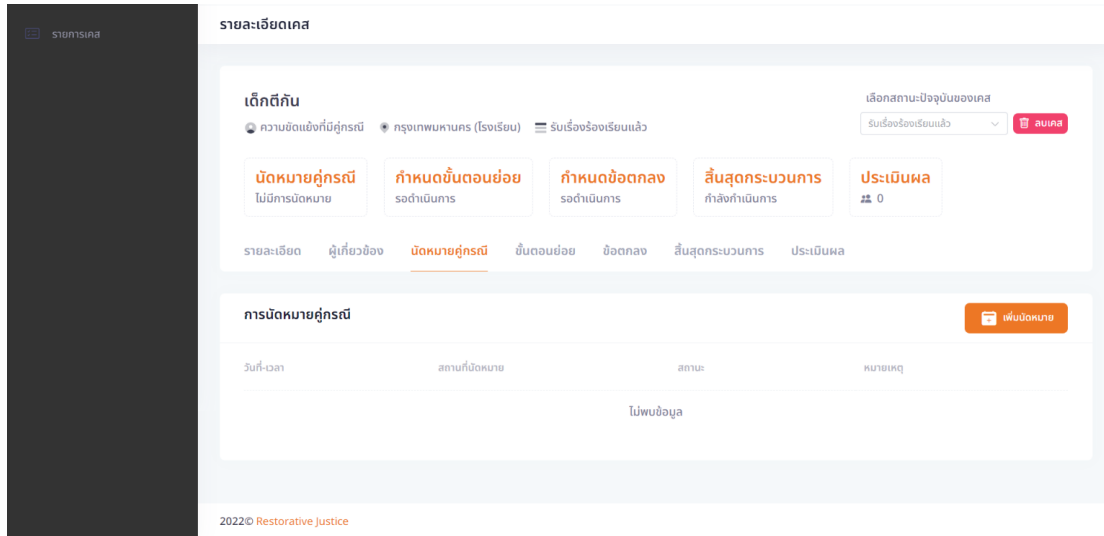 รายการเคส
รายละเอียดเคส
เด็กตีกัน
ความขัดแย้งที่มีคู่กรณี กรุงเทพมหานคร (โรงเรียน) รับเรื่องร้องเรียนแล้ว
เลือกสถานะปัจจุบันของเคส
รับเรื่องร้องเรียนแล้ว ลบเคส
นัดหมายคู่กรณี
ไม่มีการนัดหมาย
กำหนดขั้นตอนย่อย
รอดำเนินการ
กำหนดข้อตกลง
รอดำเนินการ
สิ้นสุดกระบวนการ
กำลังดำเนินการ
ประเมินผล
0
รายละเอียด ผู้เกี่ยวข้อง นัดหมายคู่กรณี ขั้นตอนย่อย ข้อตกลง สิ้นสุดกระบวนการ ประเมินผล
การนัดหมายคู่กรณี เพิ่มนัดหมาย
วันที่-เวลา สถานที่นัดหมาย สถานะ หมายเหตุ
ไม่พบข้อมูล
2022© Restorative Justice